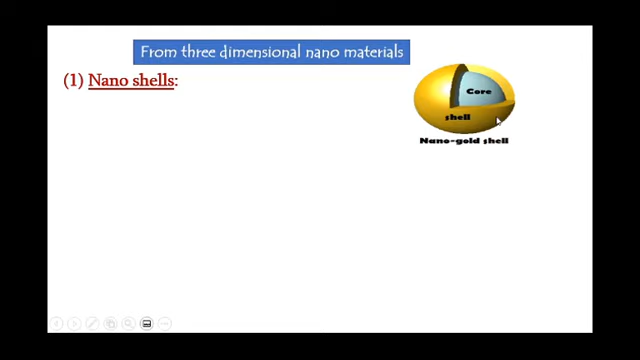 From three dimensional nano materials
(1) Nano shells:
Core
shell
Nano-gold shell